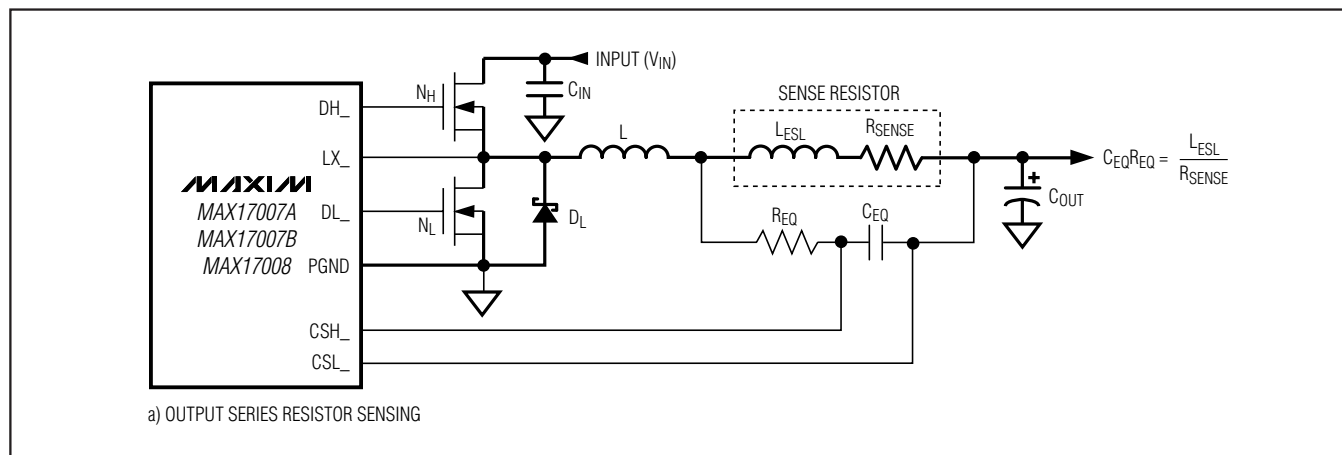 INPUT (VIN)
NH
CIN
SENSE RESISTOR
DH_
LESL
RSENSE
L
LX_
CEQREQ = LESL
RSENSE
MAXIM
MAX17007A
MAX17007B
MAX17008
DL_
NL
DL
REQ
CEQ
+
COUT
PGND
CSH_
CSL_
a) OUTPUT SERIES RESISTOR SENSING